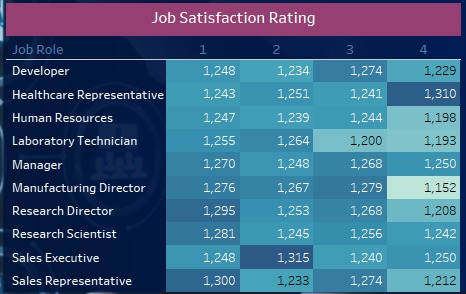 Job Satisfaction Rating
Job Role 1 2 3 4
Developer 1,248 1,234 1,274 1,229
Healthcare Representative 1,243 1,251 1,241 1,310
Human Resources 1,247 1,239 1,244 1,198
Laboratory Technician 1,255 1,264 1,200 1,193
Manager 1,270 1,248 1,268 1,250
Manufacturing Director 1,276 1,267 1,279 1,152
Research Director 1,295 1,253 1,268 1,208
Research Scientist 1,281 1,245 1,256 1,242
Sales Executive 1,248 1,315 1,240 1,250
Sales Representative 1,300 1,233 1,274 1,212